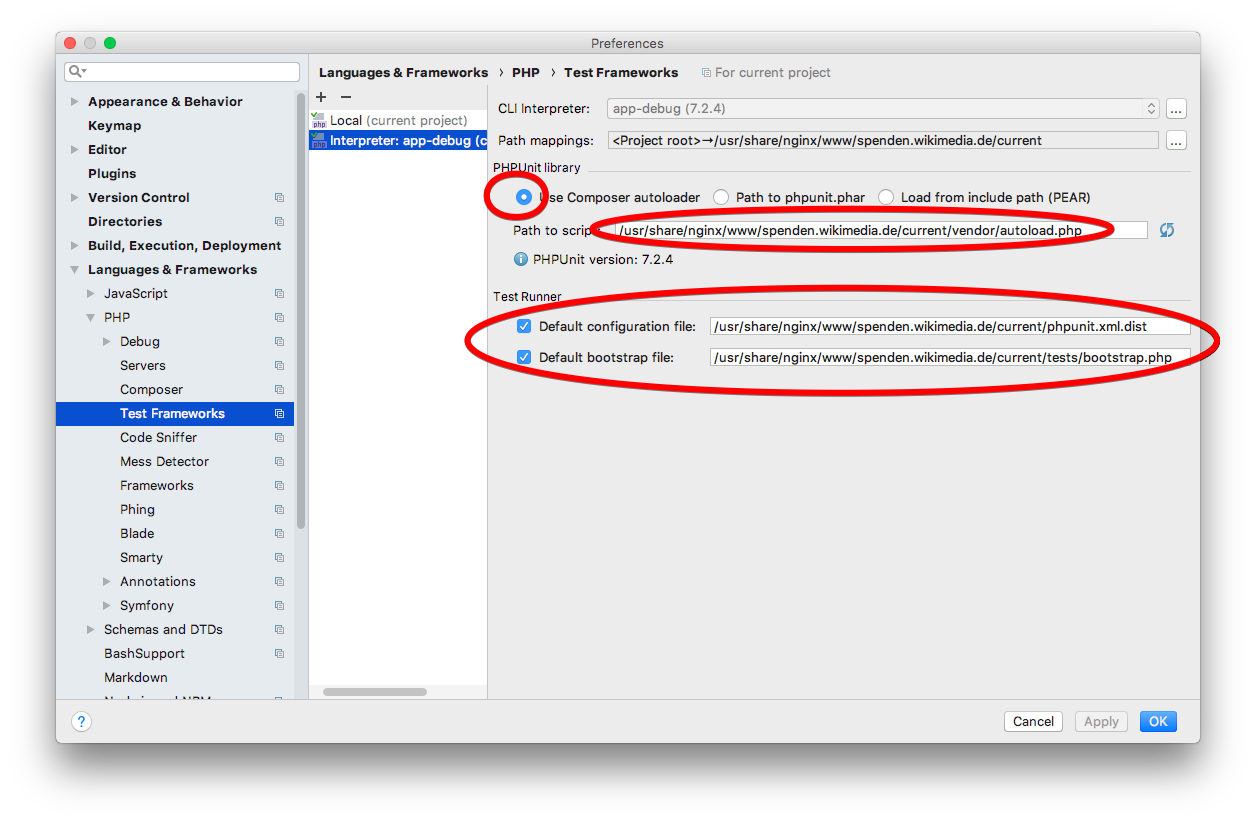 Preferences
Languages & Frameworks › PHP › Test Frameworks For current project
Appearance & Behavior
Keymap
Editor
Plugins
Version Control
Directories
Build, Execution, Deployment
Languages & Frameworks
JavaScript
PHP
Debug
Servers
Composer
Test Frameworks
Code Sniffer
Mess Detector
Frameworks
Phing
Blade
Smarty
Annotations
Symfony
Schemas and DTDs
BashSupport
Markdown
+ −
php Local (current project)
php Interpreter: app-debug (c
CLI Interpreter: app-debug (7.2.4) ...
Path mappings: <Project root>→/usr/share/nginx/www/spenden.wikimedia.de/current ...
PHPUnit library
Use Composer autoloader Path to phpunit.phar Load from include path (PEAR)
Path to script: /usr/share/nginx/www/spenden.wikimedia.de/current/vendor/autoload.php
PHPUnit version: 7.2.4
Test Runner
Default configuration file: /usr/share/nginx/www/spenden.wikimedia.de/current/phpunit.xml.dist
Default bootstrap file: /usr/share/nginx/www/spenden.wikimedia.de/current/tests/bootstrap.php
? Cancel Apply OK